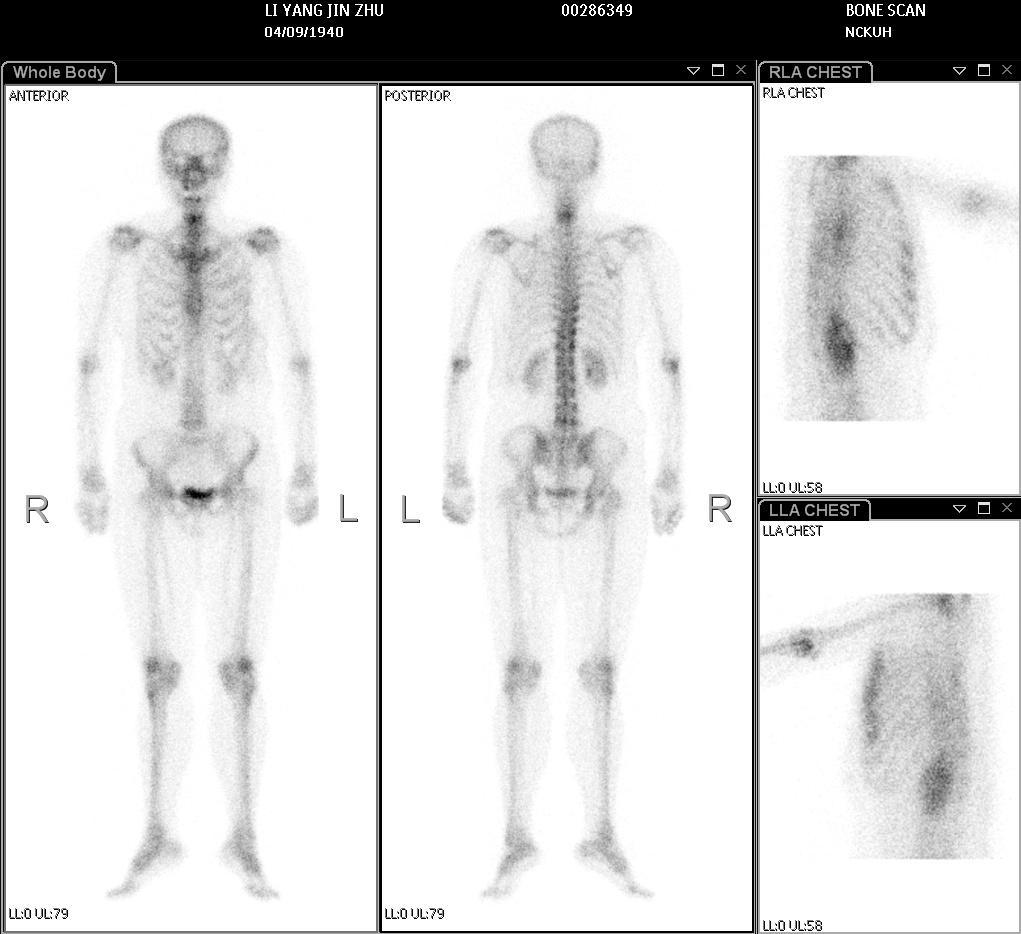 LI YANG JIN ZHU 00286349 BONE SCAN
04/09/1940 NCKUH
Whole Body
ANTERIOR
POSTERIOR
R
L
L
R
LL:0 UL:79
LL:0 UL:79
RLA CHEST
RLA CHEST
LL:0 UL:58
LLA CHEST
LLA CHEST
LL:0 UL:58